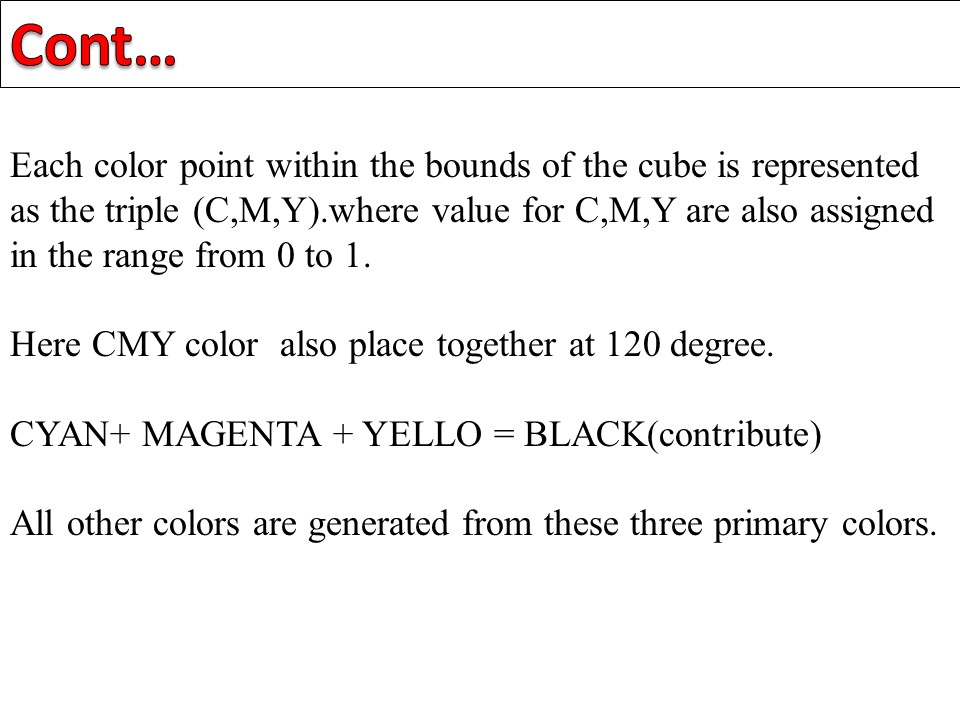 Cont…
Each color point within the bounds of the cube is represented
as the triple (C,M,Y).where value for C,M,Y are also assigned
in the range from 0 to 1.
Here CMY color  also place together at 120 degree.
CYAN+ MAGENTA + YELLO = BLACK(contribute)
All other colors are generated from these three primary colors.